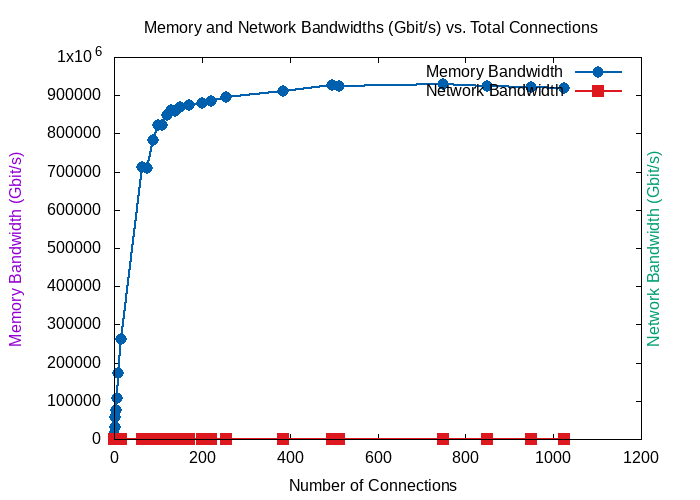 Memory and Network Bandwidths (Gbit/s) vs. Total Connections
1x10^6
900000
800000
700000
600000
500000
400000
300000
200000
100000
0
Memory Bandwidth (Gbit/s)
Memory Bandwidth
Network Bandwidth
Network Bandwidth (Gbit/s)
0 200 400 600 800 1000 1200
Number of Connections